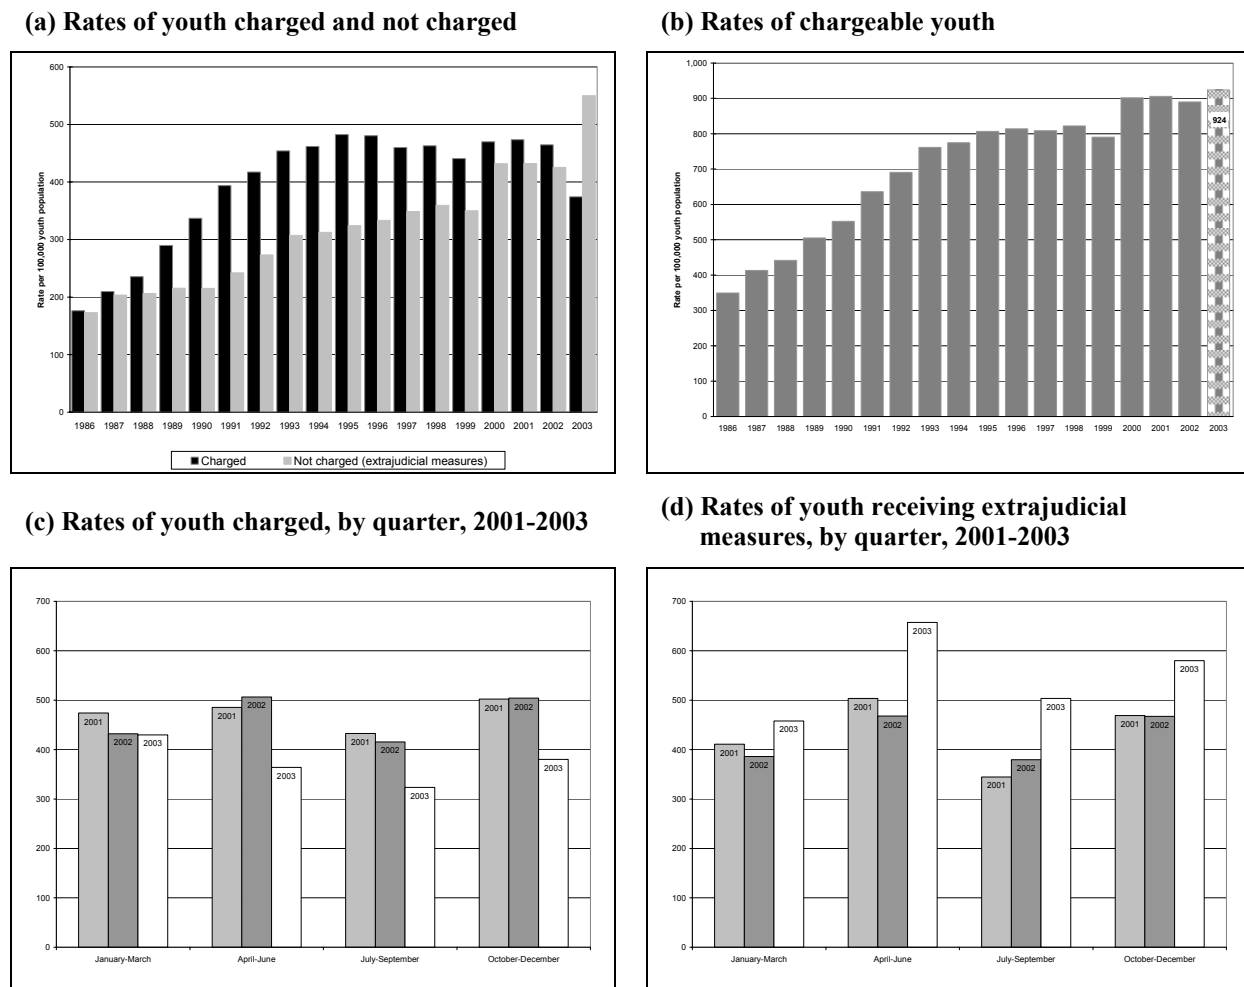 (a) Rates of youth charged and not charged
600
500
400
300
200
100
0
Rate per 100,000 youth population
1986 1987 1988 1989 1990 1991 1992 1993 1994 1995 1996 1997 1998 1999 2000 2001 2002 2003
Charged Not charged (extrajudicial measures)
(b) Rates of chargeable youth
1,000
900
800
700
600
500
400
300
200
100
0
Rate per 100,000 youth population
924
1986 1987 1988 1989 1990 1991 1992 1993 1994 1995 1996 1997 1998 1999 2000 2001 2002 2003
(c) Rates of youth charged, by quarter, 2001-2003
700
600
500
400
300
200
100
0
2001 2002 2003
2001 2002 2003
2001 2002 2003
2001 2002 2003
January-March April-June July-September October-December
(d) Rates of youth receiving extrajudicial
measures, by quarter, 2001-2003
700
600
500
400
300
200
100
0
2001 2002 2003
2001 2002 2003
2001 2002 2003
2001 2002 2003
January-March April-June July-September October-December